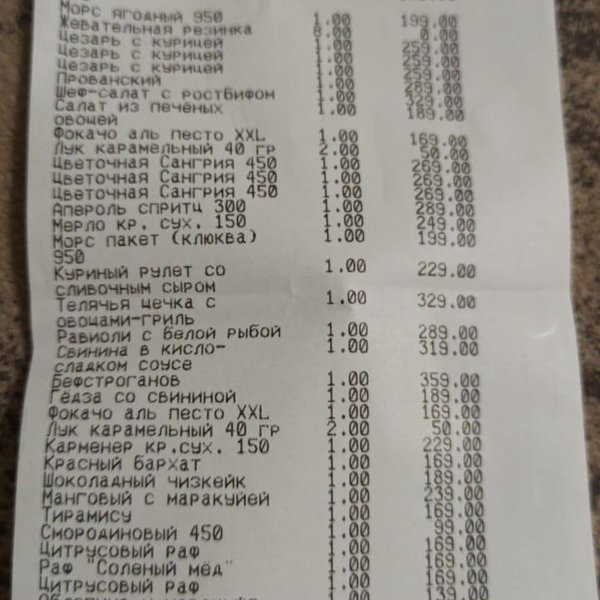 Морс ягодный 950 1.00 199.00
Жевательная резинка 8.00 0.00
Цезарь с курицей 1.00 259.00
Цезарь с курицей 1.00 259.00
Цезарь с курицей 1.00 259.00
Прованский 1.00 289.00
Шеф-салат с ростбифом 1.00 329.00
Салат из печёных 1.00 189.00
овощей
Фокачо аль песто XXL 1.00 169.00
Лук карамельный 40 гр 2.00 50.00
Цветочная Сангрия 450 1.00 269.00
Цветочная Сангрия 450 1.00 269.00
Цветочная Сангрия 450 1.00 269.00
Апероль спритц 300 1.00 289.00
Мерло кр. сух. 150 1.00 249.00
Морс пакет (клюква) 1.00 199.00
950
Куриный рулет со 1.00 229.00
сливочным сыром
Телячья щечка с 1.00 329.00
овощами-гриль
Равиоли с белой рыбой 1.00 289.00
Свинина в кисло- 1.00 319.00
сладком соусе
Бефстроганов 1.00 359.00
Гёдза со свининой 1.00 189.00
Фокачо аль песто XXL 1.00 169.00
Лук карамельный 40 гр 2.00 50.00
Карменер кр.сух. 150 1.00 229.00
Красный бархат 1.00 169.00
Шоколадный чизкейк 1.00 189.00
Манговый с маракуйей 1.00 239.00
Тирамису 1.00 169.00
Смородиновый 450 1.00 99.00
Цитрусовый раф 1.00 169.00
Раф "Солёный мёд" 1.00 169.00
Цитрусовый раф 1.00 169.00
1.00 139.00